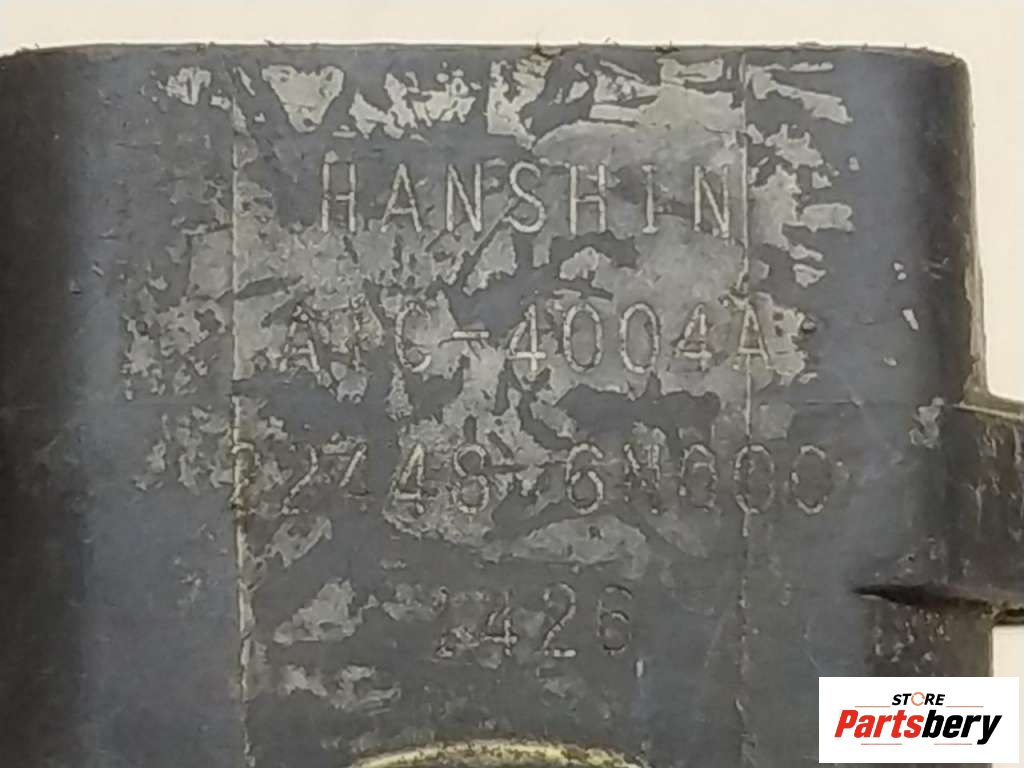 HANSHIN
AIC-4004A
22448-6N000
2426
STORE
Partsbery